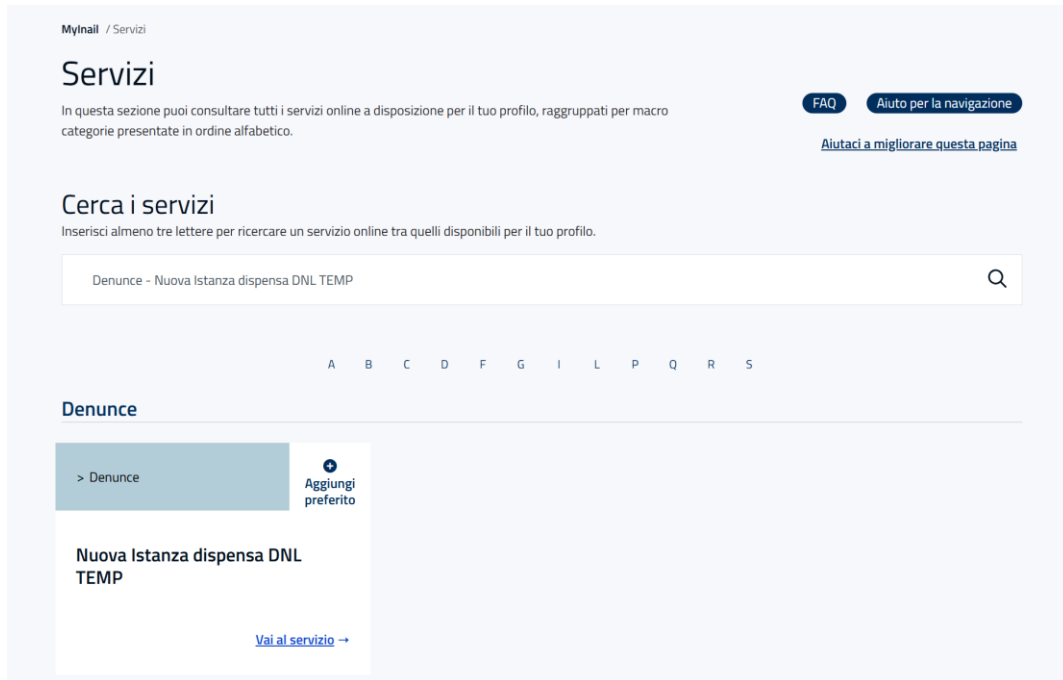 MyInail / Servizi
Servizi
In questa sezione puoi consultare tutti i servizi online a disposizione per il tuo profilo, raggruppati per macro
categorie presentate in ordine alfabetico.
FAQ
Aiuto per la navigazione
Aiutaci a migliorare questa pagina
Cerca i servizi
Inserisci almeno tre lettere per ricercare un servizio online tra quelli disponibili per il tuo profilo.
Denunce - Nuova Istanza dispensa DNL TEMP
A B C D F G I L P Q R S
Denunce
> Denunce
Aggiungi
preferito
Nuova Istanza dispensa DNL
TEMP
Vai al servizio →